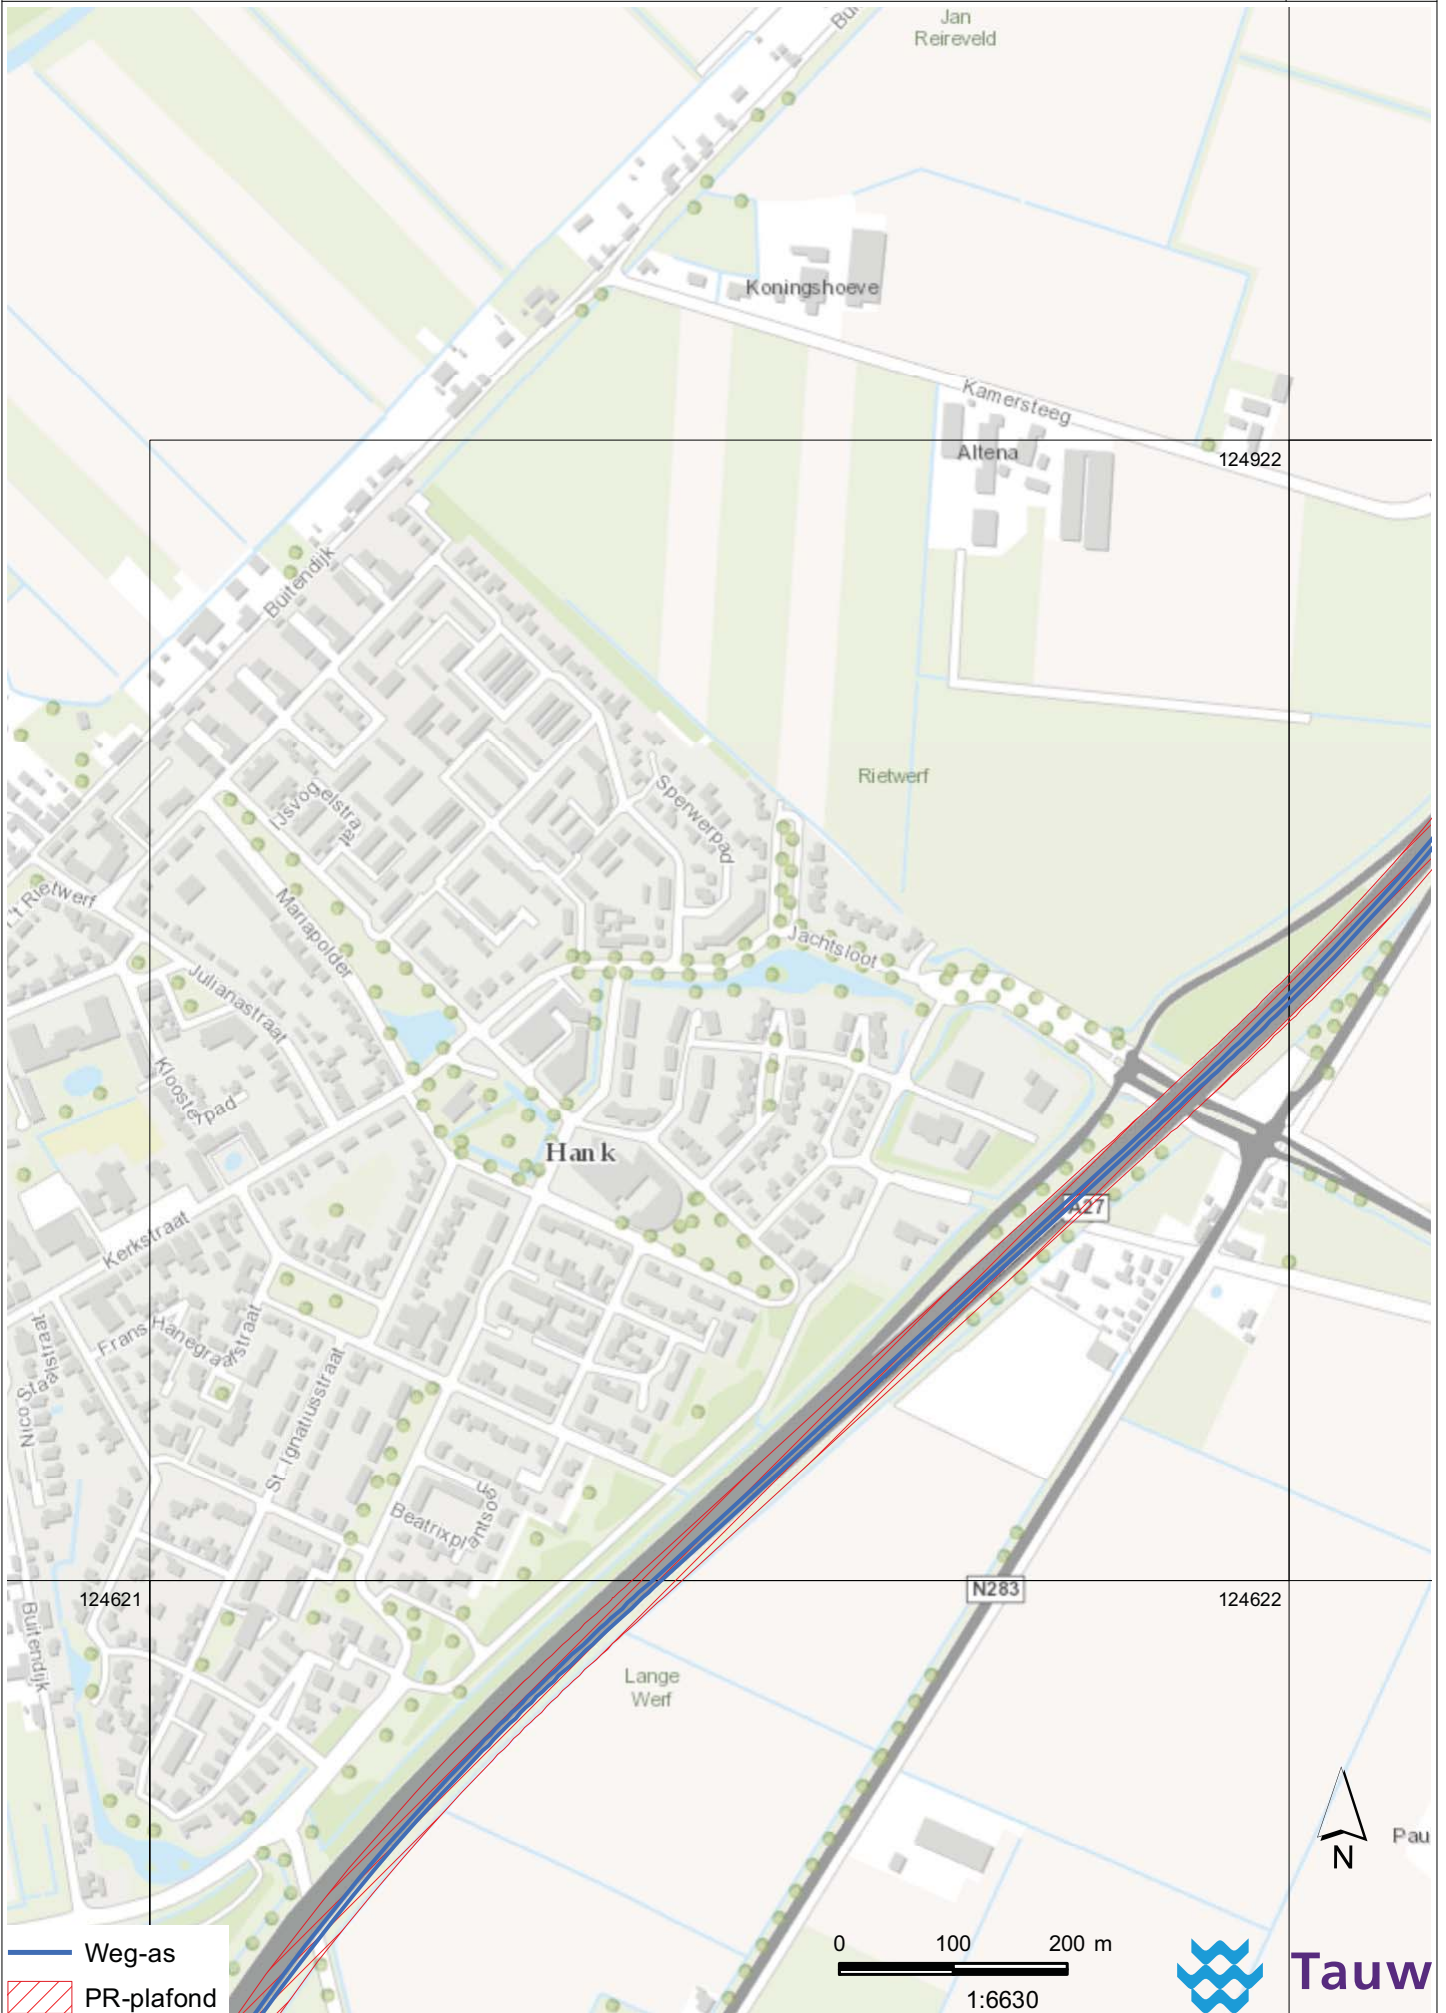 Bui
Jan
Reireveld
Koningshoeve
Kamersteeg
Altena
124922
Buitendijk
Rietwerf
Sperwerpad
IJsvogelstraat
't Rietwerf
Mariapolder
Jachtsloot
Julianastraat
Kloosterpad
Hank
A27
Kerkstraat
Frans Hanegraafstraat
Nico Staalstraat
St. Ignatiusstraat
Beatrixplantsoen
N283
124621
124622
Buitendijk
Lange
Werf
Pau
N
Weg-as
PR-plafond
0 100 200 m
1:6630
Tauw